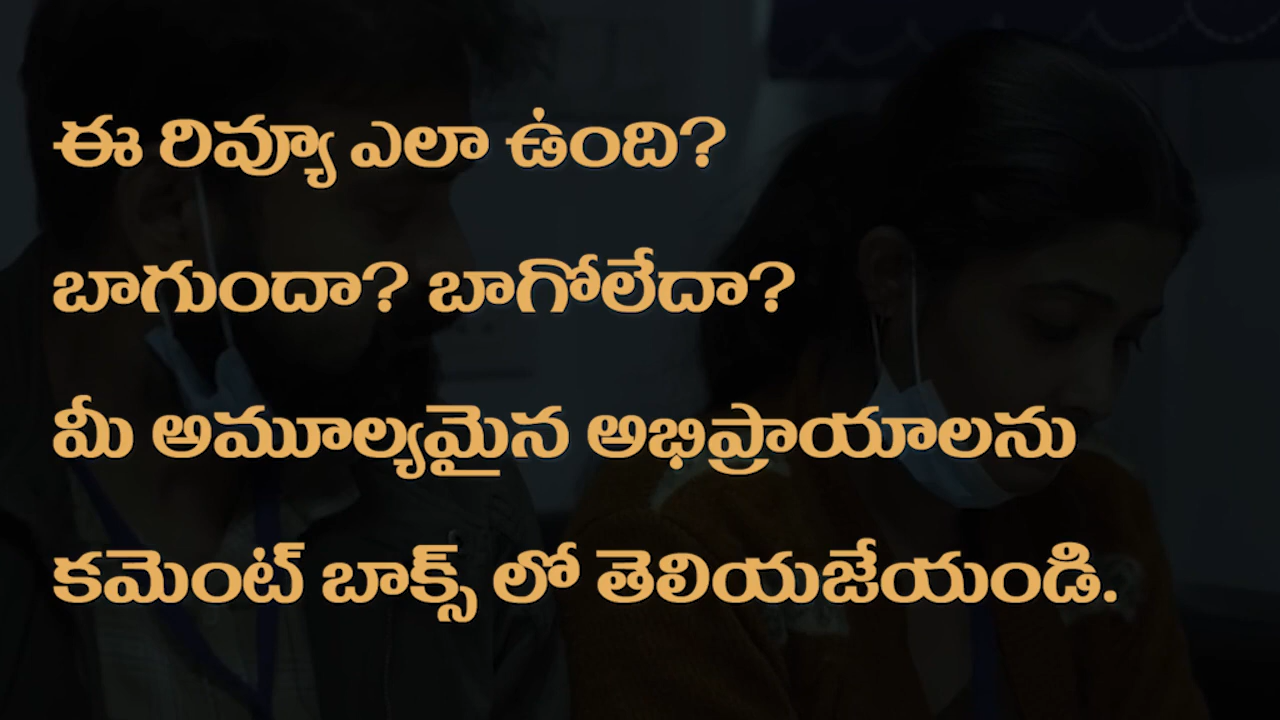 ఈ రివ్యూ ఎలా ఉంది?
బాగుందా? బాగోలేదా?
మీ అమూల్యమైన అభిప్రాయాలను
కమెంట్ బాక్స్ లో తెలియజేయండి.